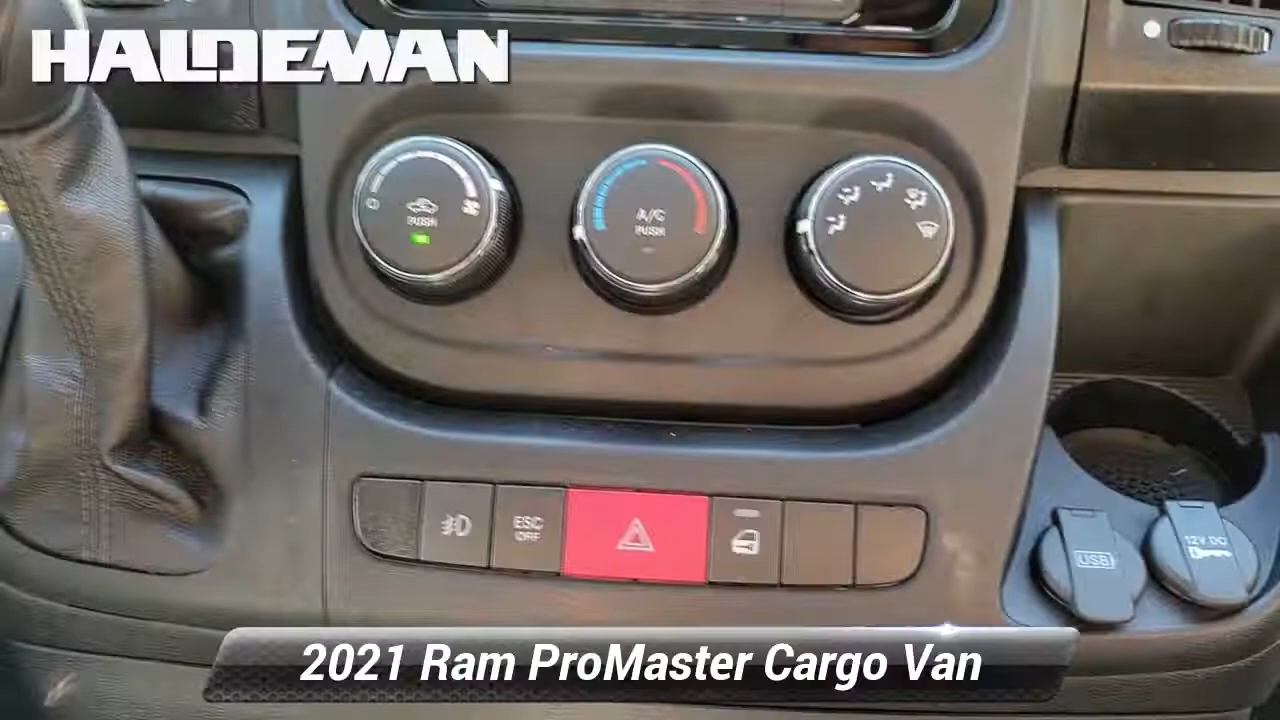 HALDEMAN
PUSH
A/C
PUSH
ESC
OFF
USB
12V DC
2021 Ram ProMaster Cargo Van